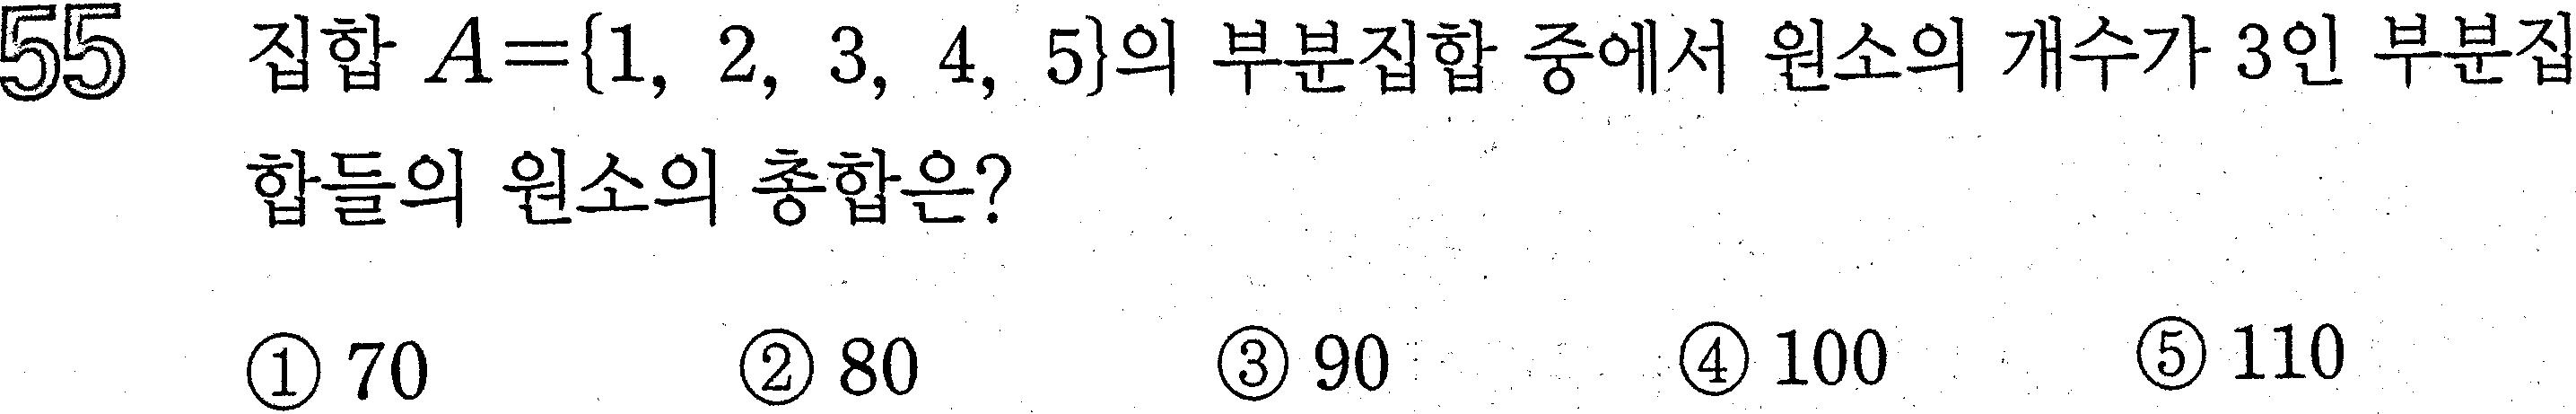 55 집합 A={1, 2, 3, 4, 5}의 부분집합 중에서 원소의 개수가 3인 부분집
합들의 원소의 총합은?
① 70 ② 80 ③ 90 ④ 100 ⑤ 110